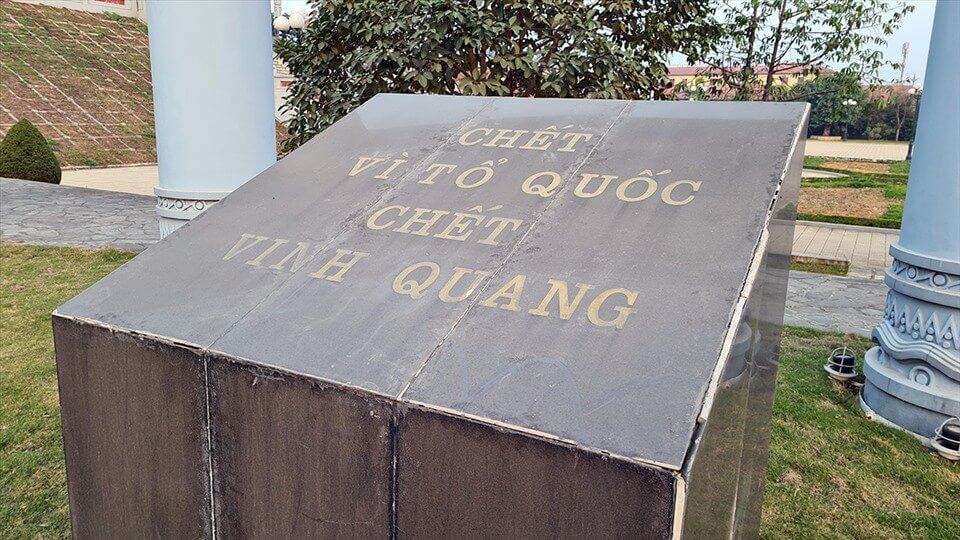 CHẾT
VÌ TỔ QUỐC
CHẾT
VINH QUANG